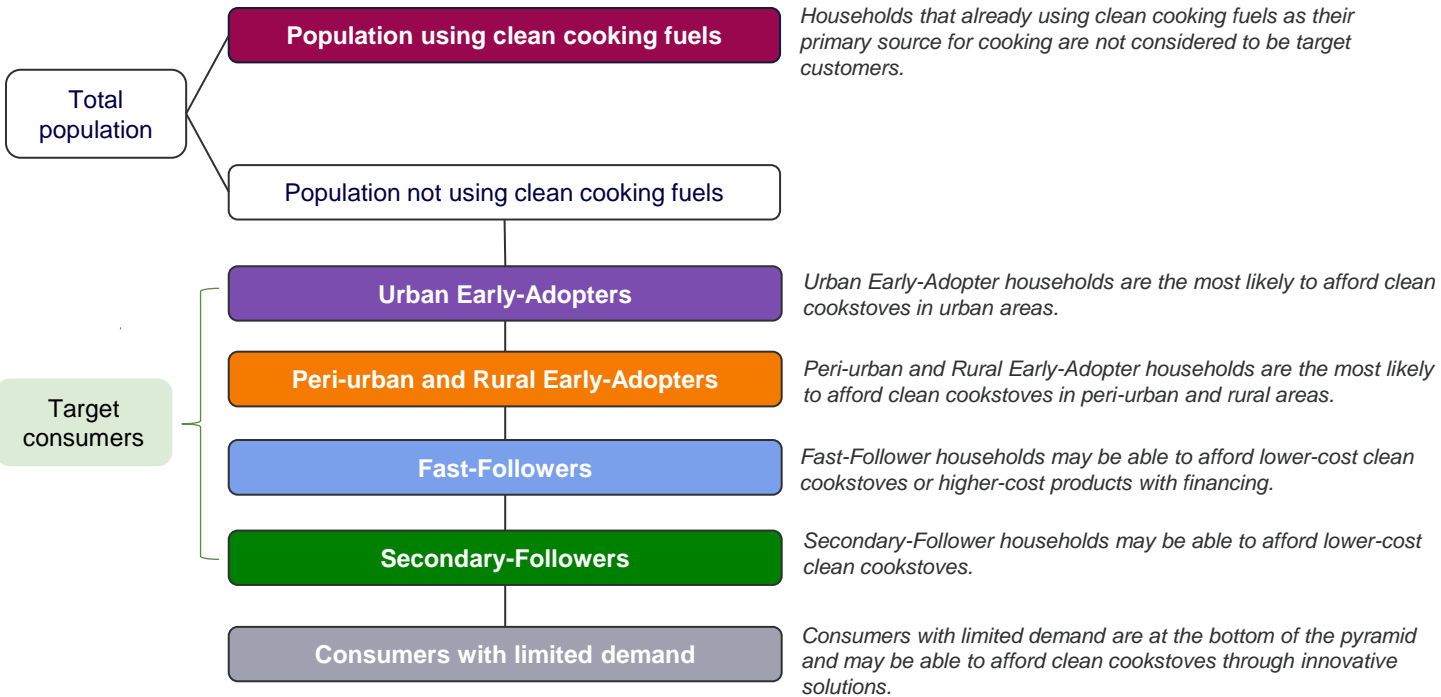 Population using clean cooking fuels
Households that already using clean cooking fuels as their
primary source for cooking are not considered to be target
customers.
Total
population
Population not using clean cooking fuels
Urban Early-Adopters
Urban Early-Adopter households are the most likely to afford clean
cookstoves in urban areas.
Peri-urban and Rural Early-Adopters
Peri-urban and Rural Early-Adopter households are the most likely
to afford clean cookstoves in peri-urban and rural areas.
Target
consumers
Fast-Followers
Fast-Follower households may be able to afford lower-cost clean
cookstoves or higher-cost products with financing.
Secondary-Followers
Secondary-Follower households may be able to afford lower-cost
clean cookstoves.
Consumers with limited demand
Consumers with limited demand are at the bottom of the pyramid
and may be able to afford clean cookstoves through innovative
solutions.